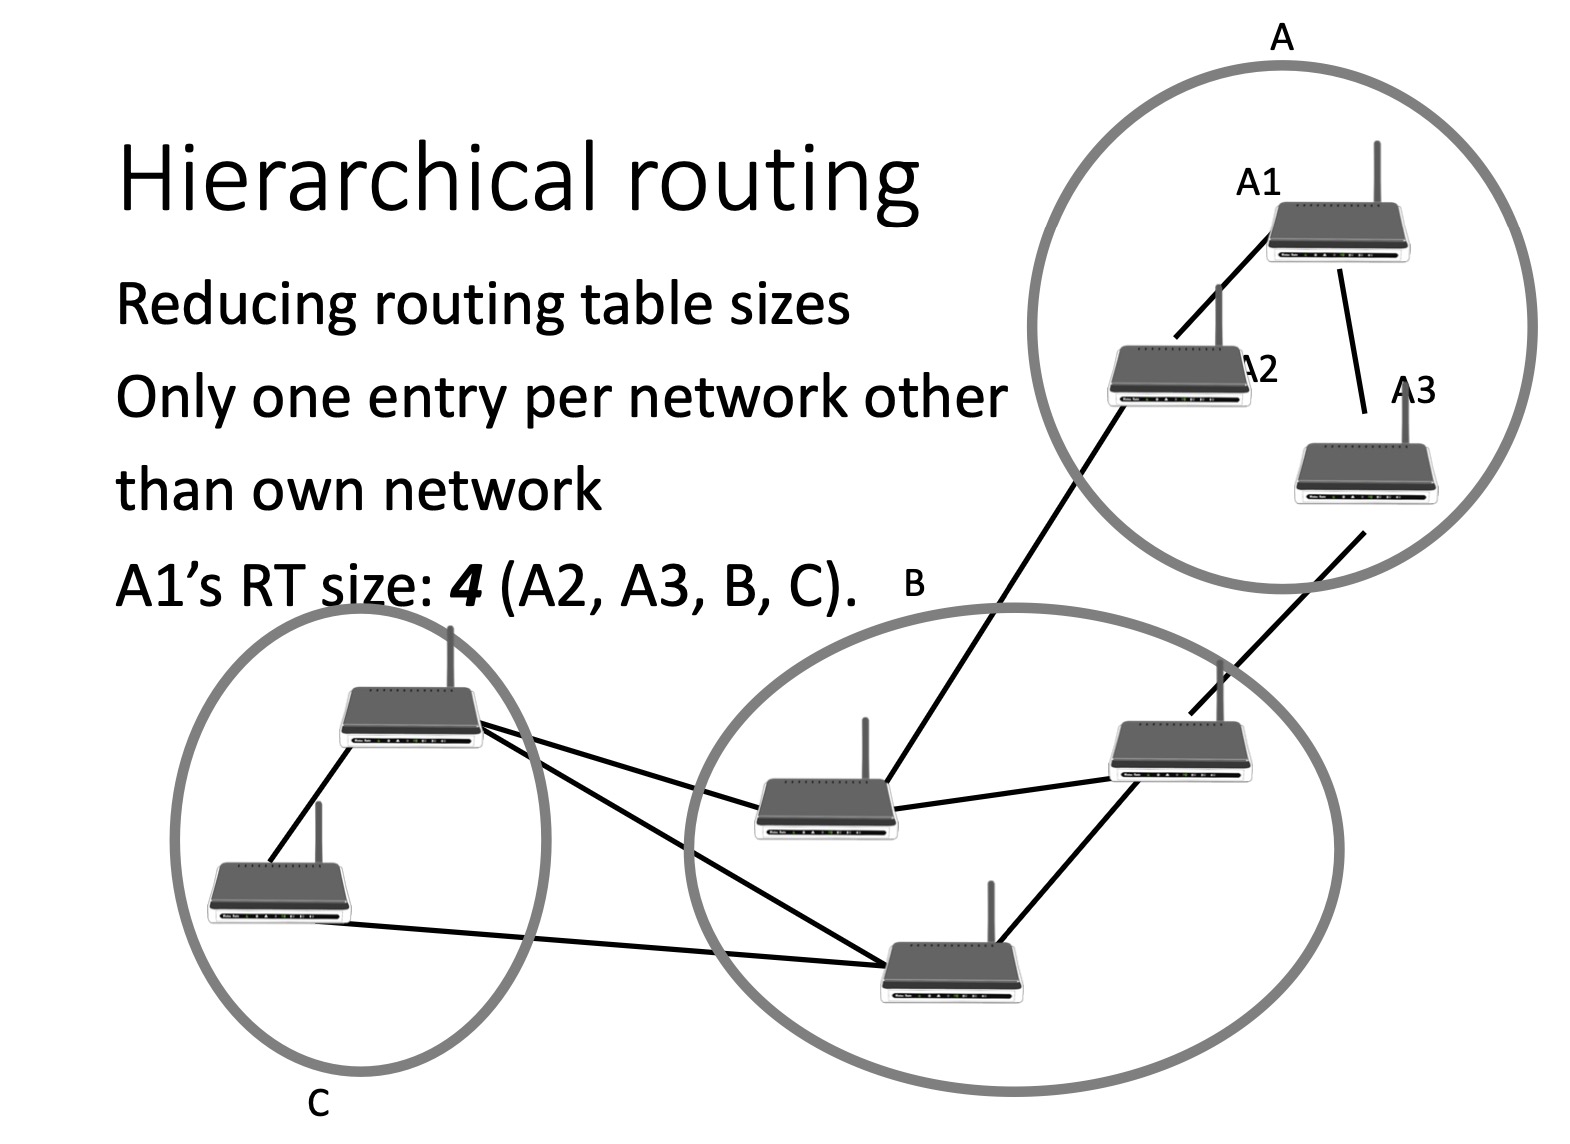 Hierarchical routing
Reducing routing table sizes
Only one entry per network other
than own network
A1’s RT size: 4 (A2, A3, B, C).
A
A1
A2
A3
B
C